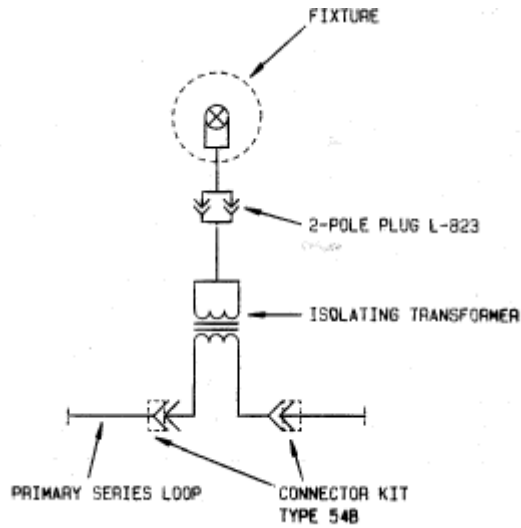 FIXTURE
2-POLE PLUG L-823
ISOLATING TRANSFORMER
PRIMARY SERIES LOOP
CONNECTOR KIT
TYPE 54B